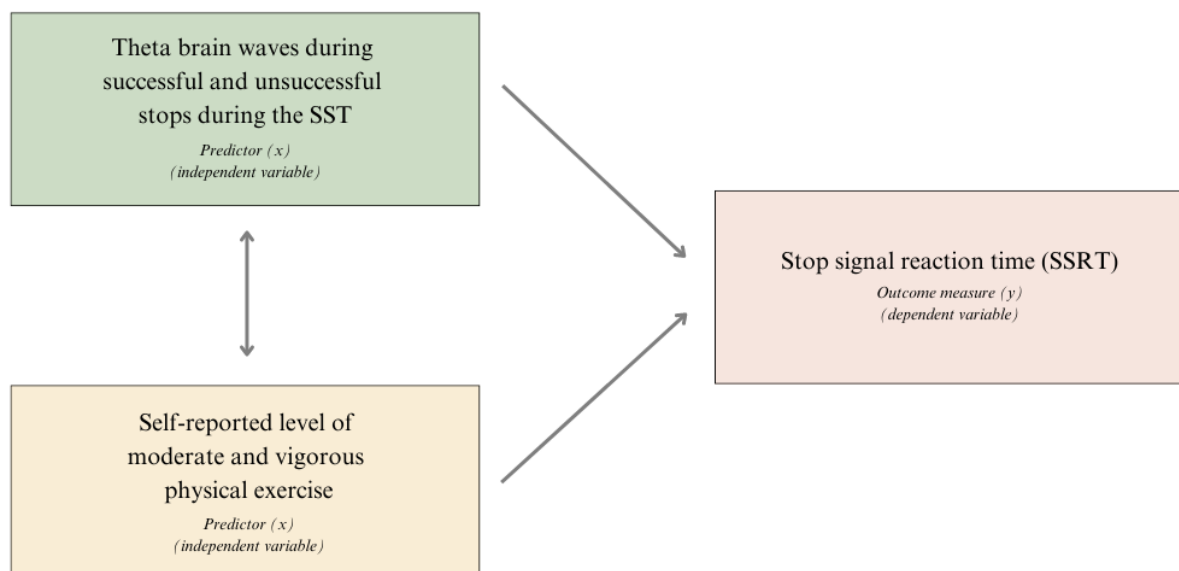 Theta brain waves during
successful and unsuccessful
stops during the SST
Predictor (x)
(independent variable)
Stop signal reaction time (SSRT)
Outcome measure (y)
(dependent variable)
Self-reported level of
moderate and vigorous
physical exercise
Predictor (x)
(independent variable)